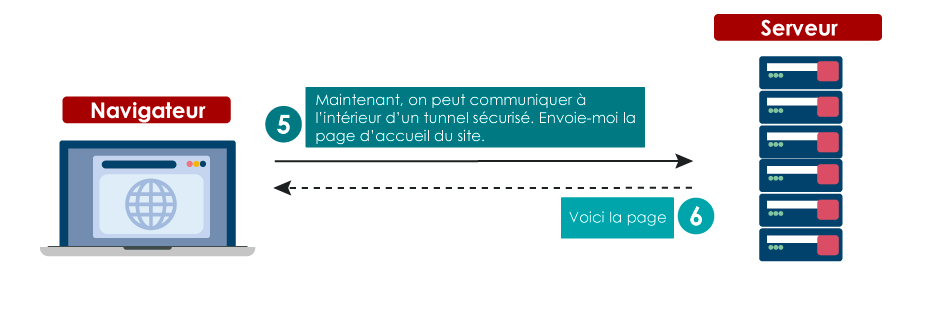 Serveur
Navigateur
5
Maintenant, on peut communiquer à
l'intérieur d'un tunnel sécurisé. Envoie-moi la
page d'accueil du site.
Voici la page
6